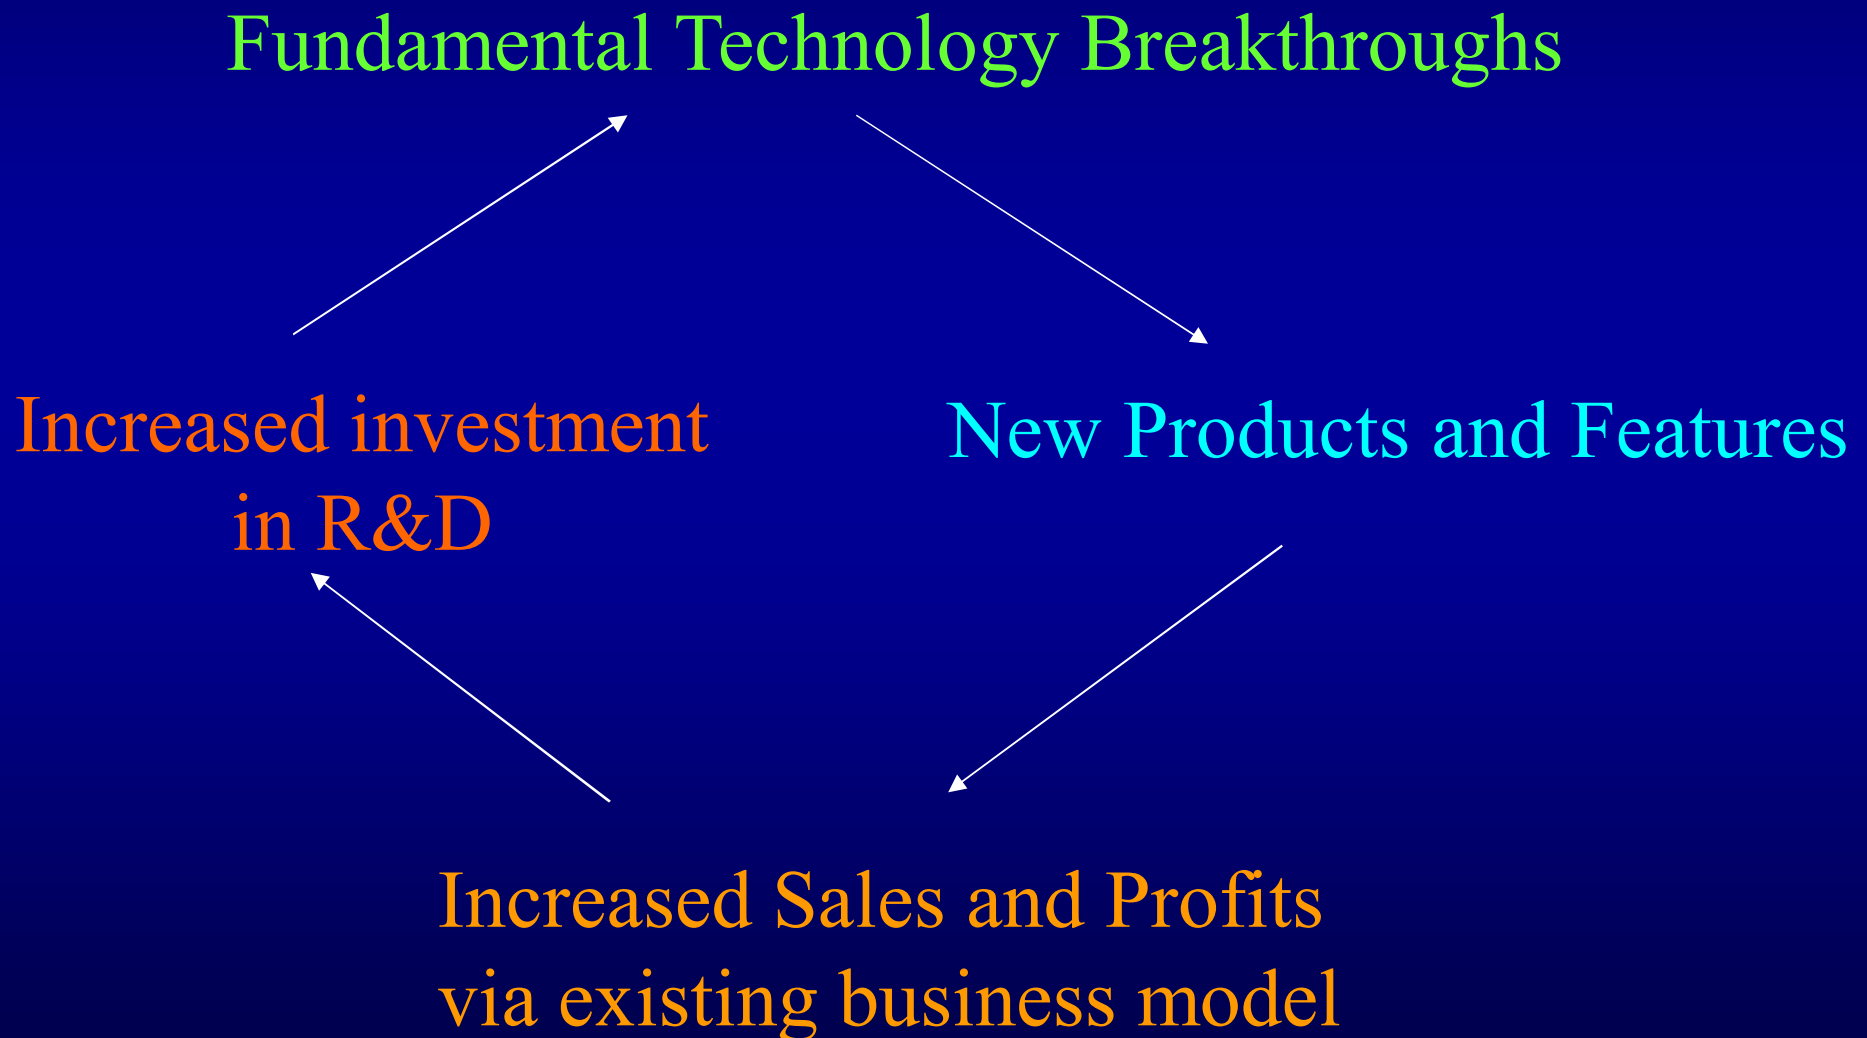 Fundamental Technology Breakthroughs
Increased investment
in R&D
New Products and Features
Increased Sales and Profits
via existing business model